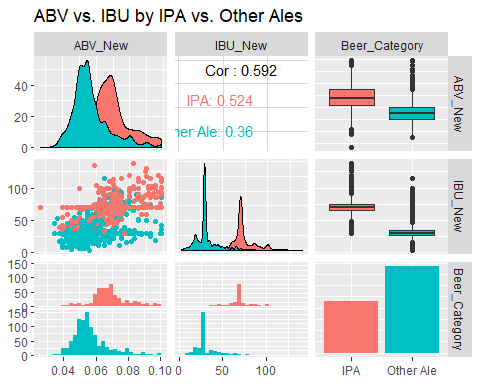 ABV vs. IBU by IPA vs. Other Ales
ABV_New IBU_New Beer_Category
40
20
0
Cor : 0.592
IPA: 0.524
her Ale: 0.36
ABV_New
100
50
0
IBU_New
150
100
50
0
150
100
50
0
Beer_Category
0.04 0.06 0.08 0.10 0 50 100 IPA Other Ale